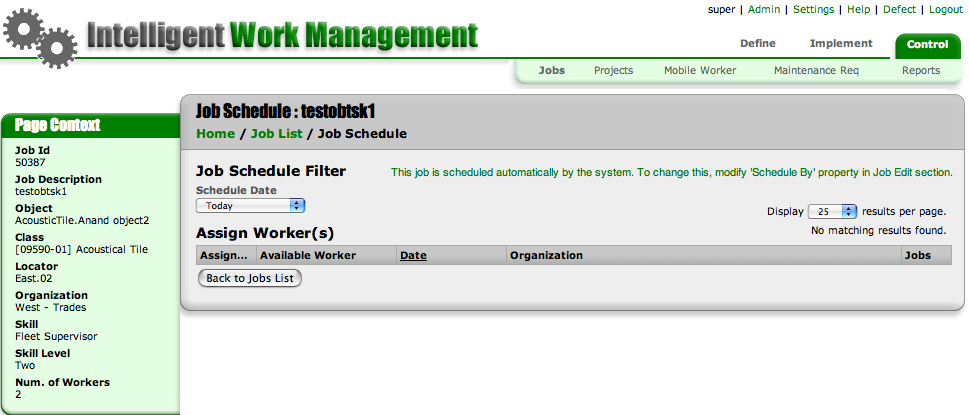 super | Admin | Settings | Help | Defect | Logout
Intelligent Work Management
Define Implement Control
Jobs Projects Mobile Worker Maintenance Req Reports
Page Context
Job Id
50387
Job Description
testobtsk1
Object
AcousticTile.Anand object2
Class
[09590-01] Acoustical Tile
Locator
East.02
Organization
West - Trades
Skill
Fleet Supervisor
Skill Level
Two
Num. of Workers
2
Job Schedule : testobtsk1
Home / Job List / Job Schedule
Job Schedule Filter
This job is scheduled automatically by the system. To change this, modify 'Schedule By' property in Job Edit section.
Schedule Date
Today
Display 25 results per page.
Assign Worker(s)
No matching results found.
Assign... Available Worker Date Organization Jobs
Back to Jobs List